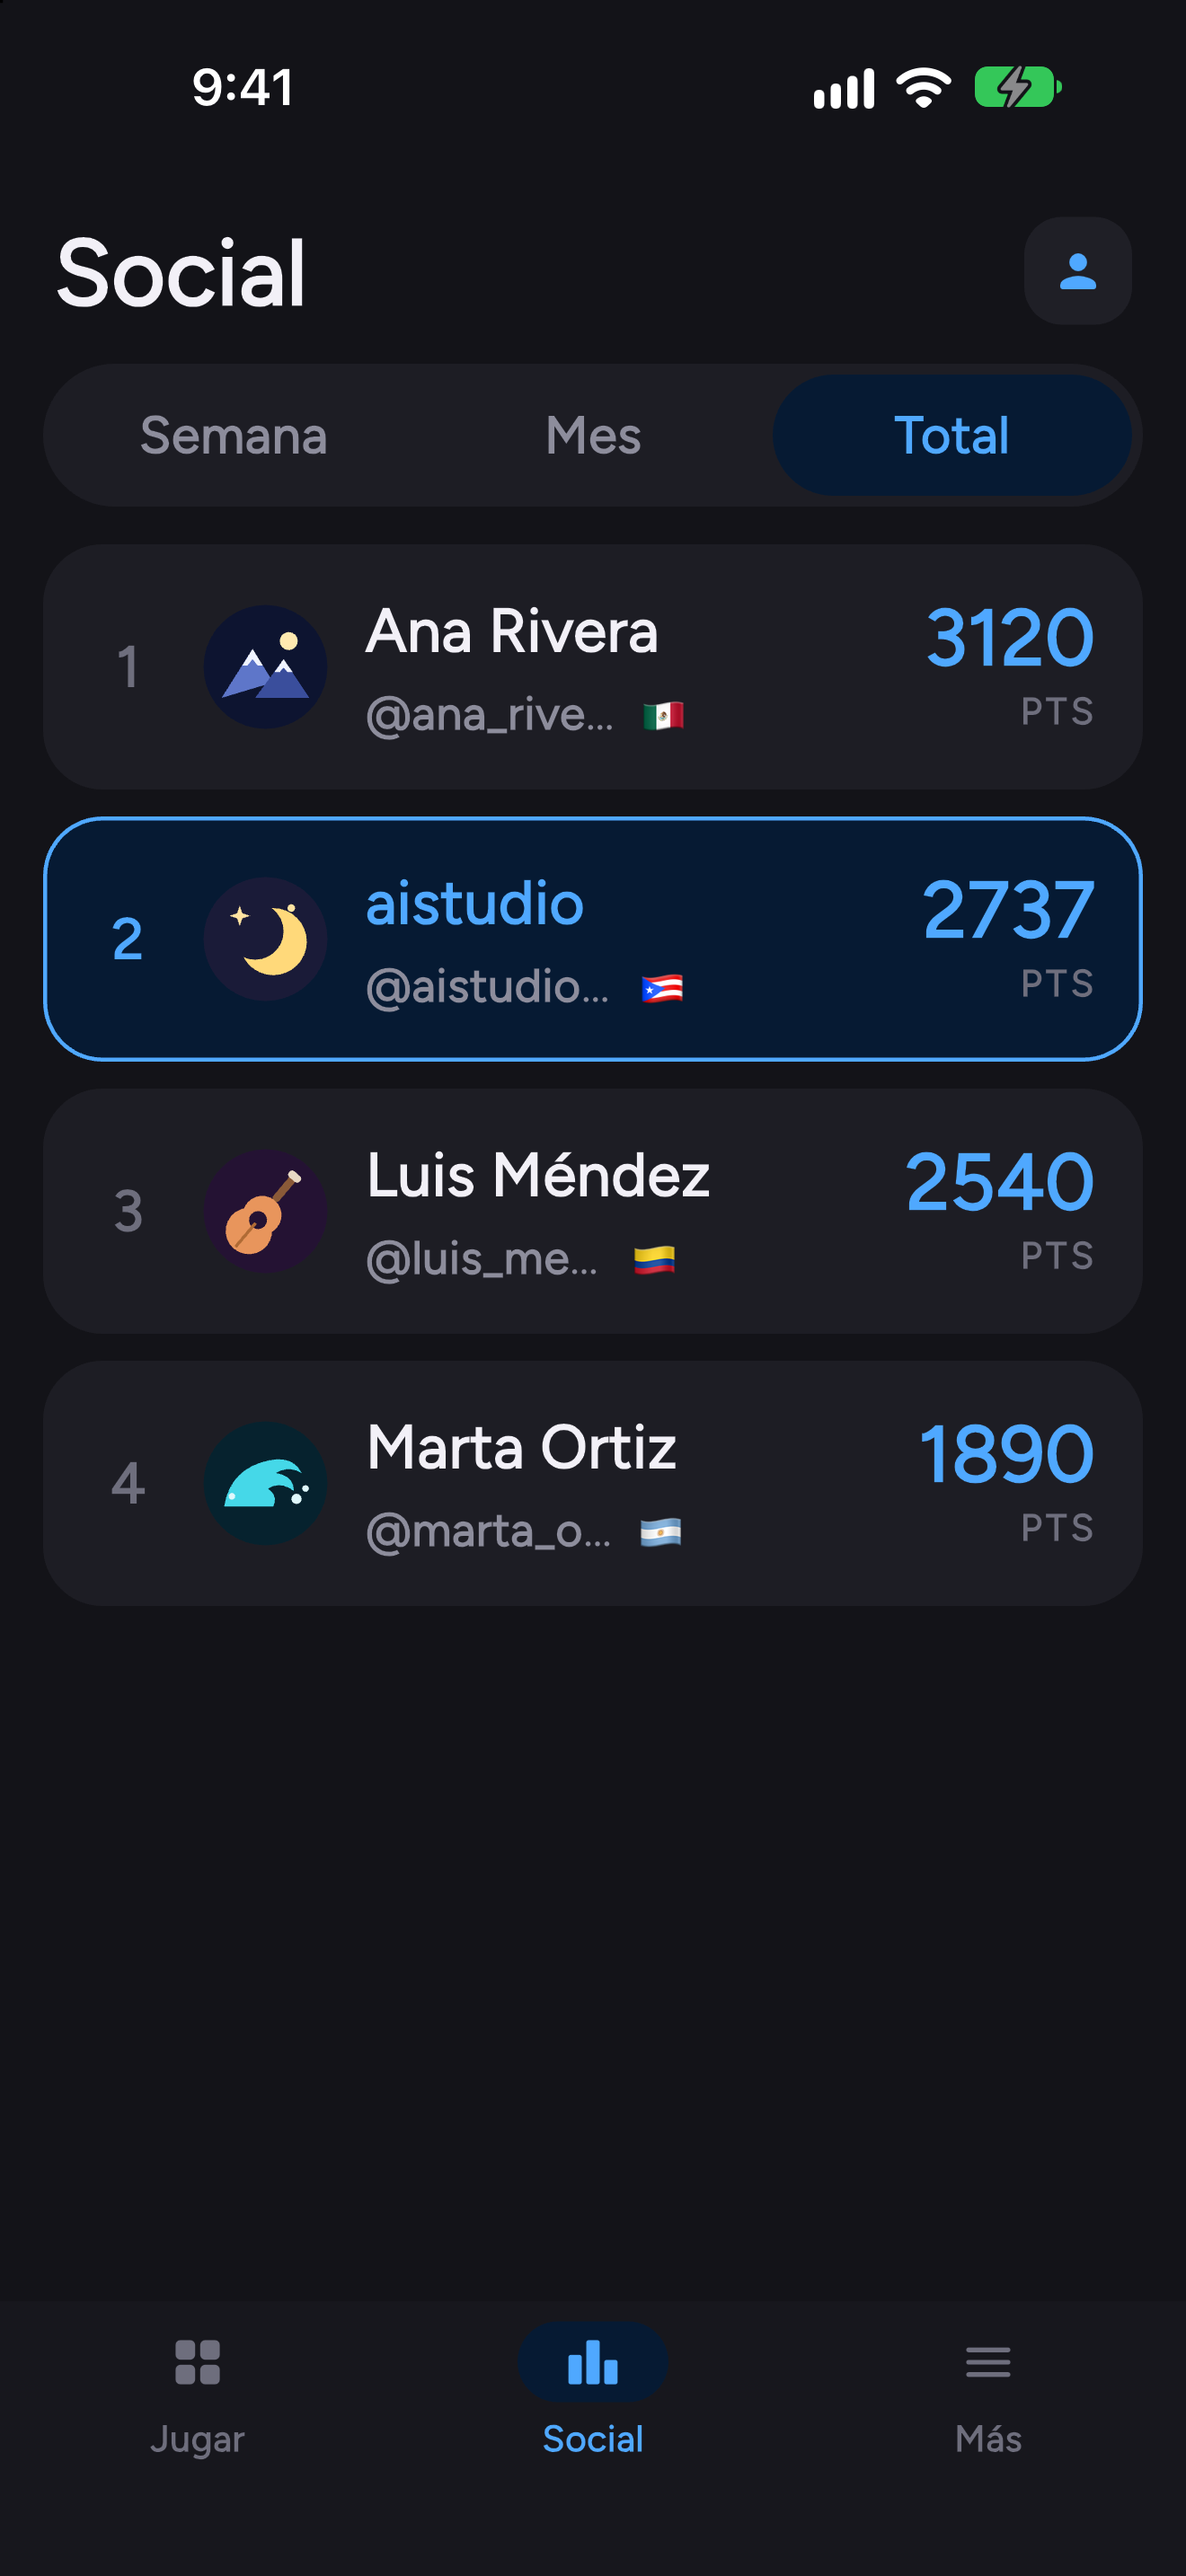 9:41
Social
Semana Mes Total
1 Ana Rivera 3120
@ana_rive... PTS
2 aistudio 2737
@aistudio... PTS
3 Luis Méndez 2540
@luis_me... PTS
4 Marta Ortiz 1890
@marta_o... PTS
Jugar Social Más